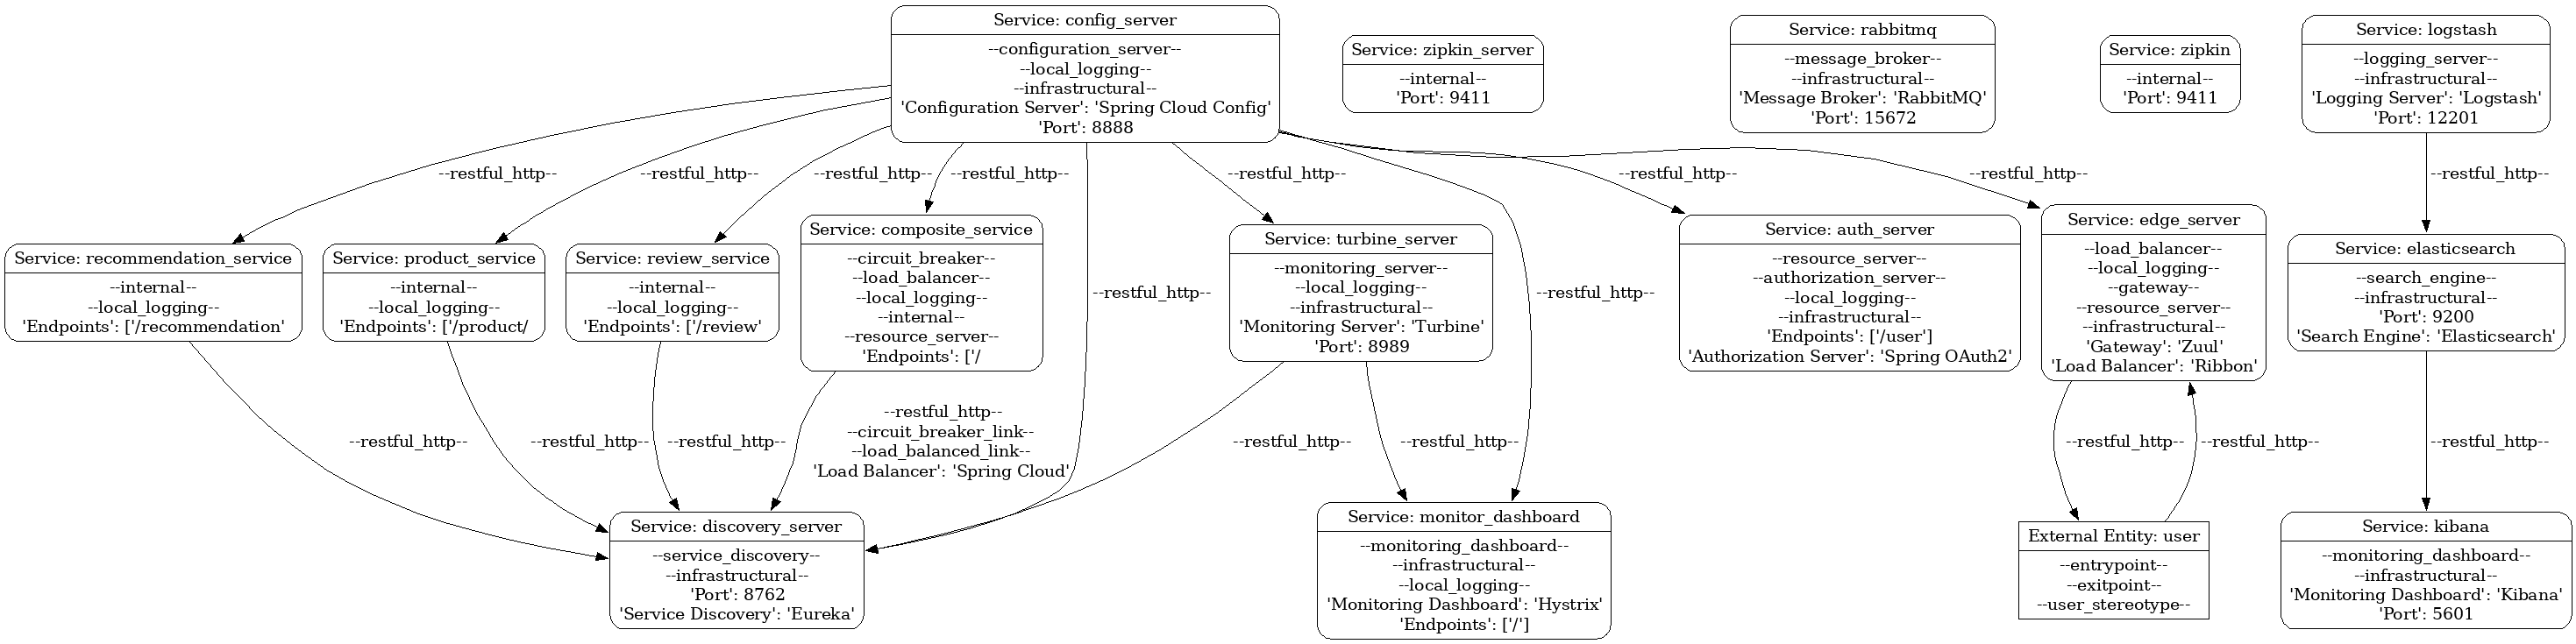 Service: config_server
--configuration_server--
--local_logging--
--infrastructural--
'Configuration Server': 'Spring Cloud Config'
'Port': 8888
Service: zipkin_server
--internal--
'Port': 9411
Service: rabbitmq
--message_broker--
--infrastructural--
'Message Broker': 'RabbitMQ'
'Port': 15672
Service: zipkin
--internal--
'Port': 9411
Service: logstash
--logging_server--
--infrastructural--
'Logging Server': 'Logstash'
'Port': 12201
--restful_http--
--restful_http--
--restful_http--
--restful_http--
--restful_http--
--restful_http--
--restful_http--
--restful_http--
Service: recommendation_service
--internal--
--local_logging--
'Endpoints': ['/recommendation'
Service: product_service
--internal--
--local_logging--
'Endpoints': ['/product/
Service: review_service
--internal--
--local_logging--
'Endpoints': ['/review'
Service: composite_service
--circuit_breaker--
--load_balancer--
--local_logging--
--internal--
--resource_server--
'Endpoints': ['/
--restful_http--
Service: turbine_server
--monitoring_server--
--local_logging--
--infrastructural--
'Monitoring Server': 'Turbine'
'Port': 8989
--restful_http--
Service: auth_server
--resource_server--
--authorization_server--
--local_logging--
--infrastructural--
'Endpoints': ['/user']
'Authorization Server': 'Spring OAuth2'
Service: edge_server
--load_balancer--
--local_logging--
--gateway--
--resource_server--
--infrastructural--
'Gateway': 'Zuul'
'Load Balancer': 'Ribbon'
Service: elasticsearch
--search_engine--
--infrastructural--
'Port': 9200
'Search Engine': 'Elasticsearch'
--restful_http--
--restful_http--
--restful_http--
--restful_http--
--circuit_breaker_link--
--load_balanced_link--
'Load Balancer': 'Spring Cloud'
--restful_http--
--restful_http--
--restful_http--
--restful_http--
--restful_http--
Service: discovery_server
--service_discovery--
--infrastructural--
'Port': 8762
'Service Discovery': 'Eureka'
Service: monitor_dashboard
--monitoring_dashboard--
--infrastructural--
--local_logging--
'Monitoring Dashboard': 'Hystrix'
'Endpoints': ['/']
External Entity: user
--entrypoint--
--exitpoint--
--user_stereotype--
Service: kibana
--monitoring_dashboard--
--infrastructural--
'Monitoring Dashboard': 'Kibana'
'Port': 5601